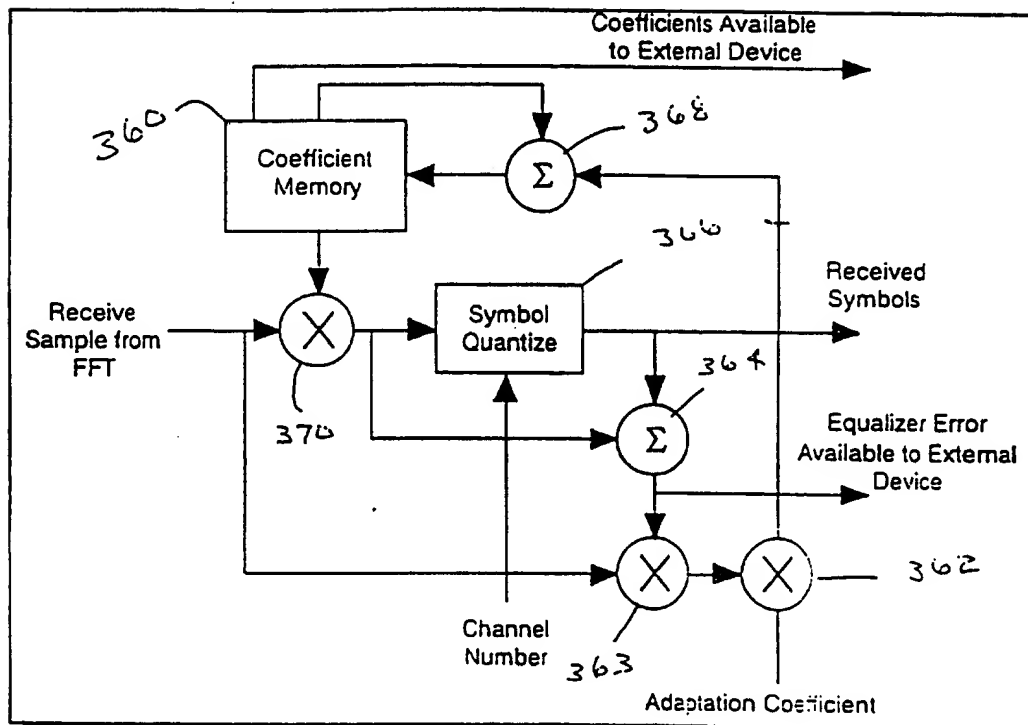 Coefficients Available
to External Device
360
Coefficient
Memory
Σ
368
366
Receive
Sample from
FFT
370
Symbol
Quantize
Received
Symbols
364
Σ
Equalizer Error
Available to External
Device
362
Channel
Number
363
Adaptation Coefficient